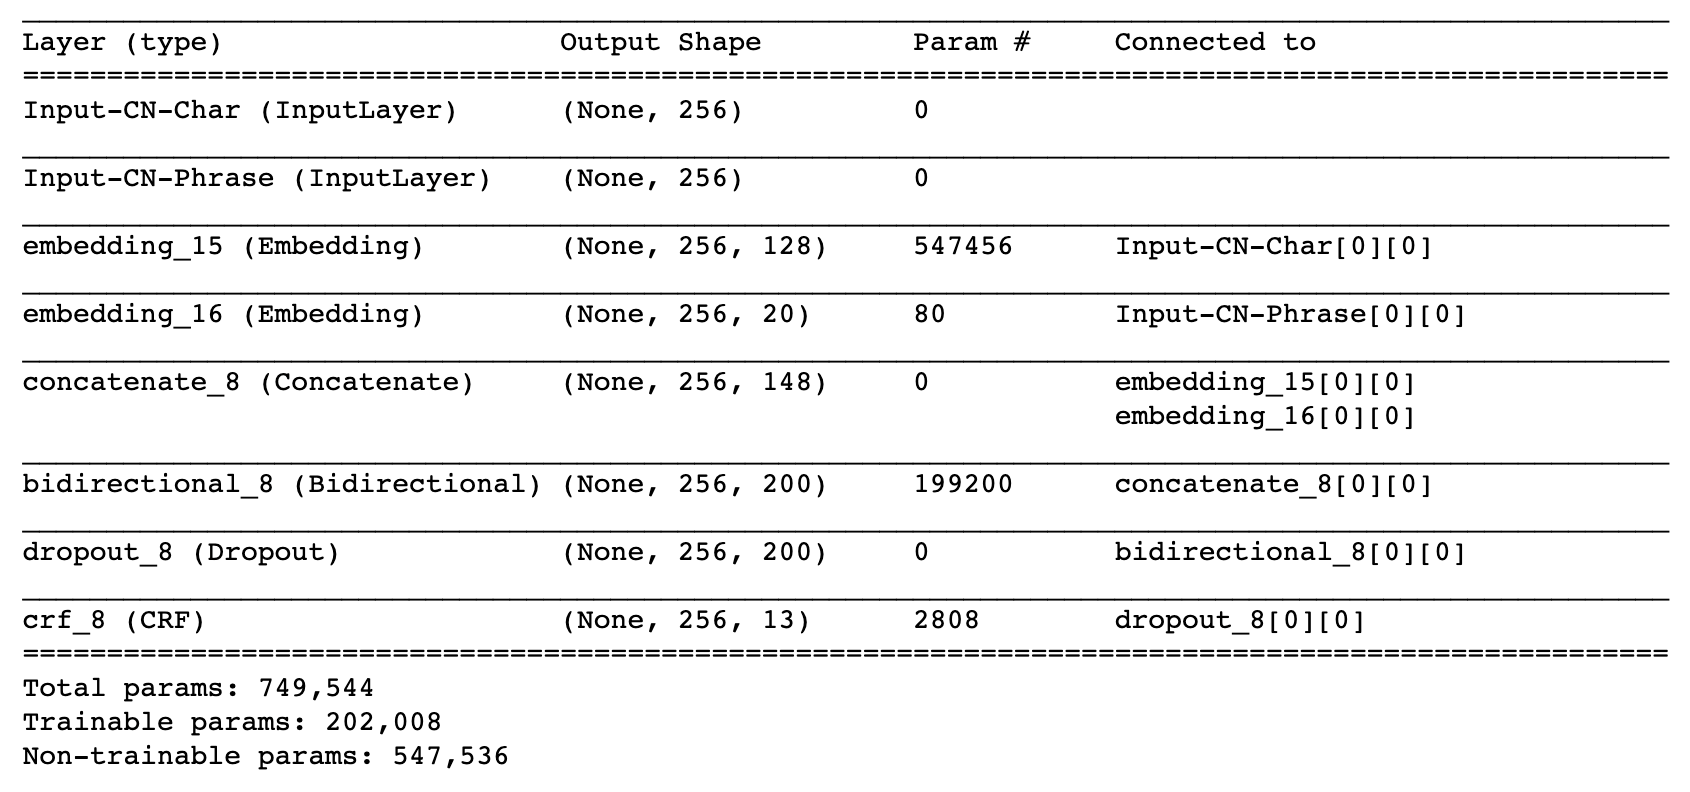 Layer (type) Output Shape Param # Connected to
Input-CN-Char (InputLayer) (None, 256) 0
Input-CN-Phrase (InputLayer) (None, 256) 0
embedding_15 (Embedding) (None, 256, 128) 547456 Input-CN-Char[0][0]
embedding_16 (Embedding) (None, 256, 20) 80 Input-CN-Phrase[0][0]
concatenate_8 (Concatenate) (None, 256, 148) 0 embedding_15[0][0]
embedding_16[0][0]
bidirectional_8 (Bidirectional) (None, 256, 200) 199200 concatenate_8[0][0]
dropout_8 (Dropout) (None, 256, 200) 0 bidirectional_8[0][0]
crf_8 (CRF) (None, 256, 13) 2808 dropout_8[0][0]
Total params: 749,544
Trainable params: 202,008
Non-trainable params: 547,536